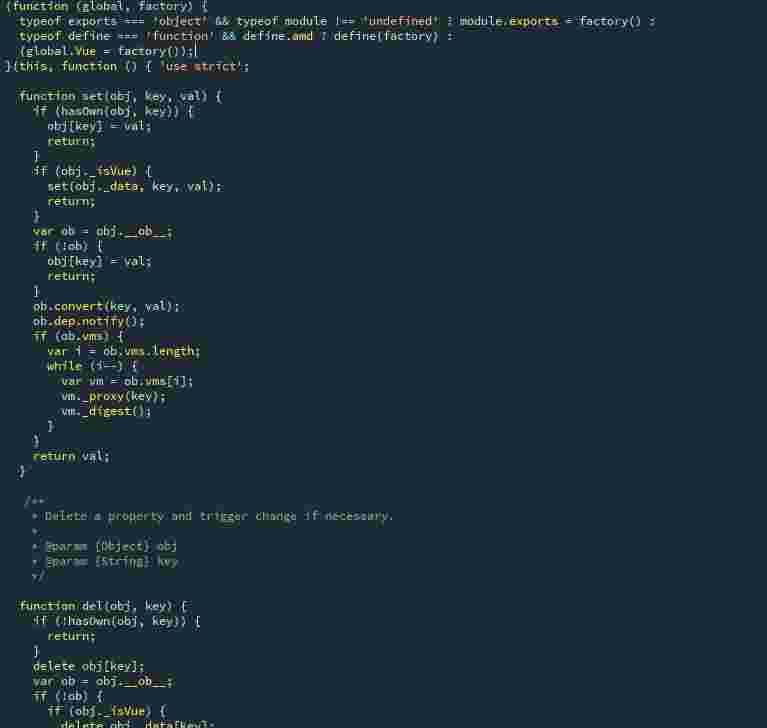 (function (global, factory) {
  typeof exports === 'object' && typeof module !== 'undefined' ? module.exports = factory() :
  typeof define === 'function' && define.amd ? define(factory) :
  (global.Vue = factory());
}(this, function () { 'use strict';

  function set(obj, key, val) {
    if (hasOwn(obj, key)) {
      obj[key] = val;
      return;
    }
    if (obj._isVue) {
      set(obj._data, key, val);
      return;
    }
    var ob = obj.__ob__;
    if (!ob) {
      obj[key] = val;
      return;
    }
    ob.convert(key, val);
    ob.dep.notify();
    if (ob.vms) {
      var i = ob.vms.length;
      while (i--) {
        var vm = ob.vms[i];
        vm._proxy(key);
        vm._digest();
      }
    }
    return val;
  }

  /**
   * Delete a property and trigger change if necessary.
   *
   * @param {Object} obj
   * @param {String} key
   */

  function del(obj, key) {
    if (!hasOwn(obj, key)) {
      return;
    }
    delete obj[key];
    var ob = obj.__ob__;
    if (!ob) {
      if (obj._isVue) {
        delete obj._data[key];